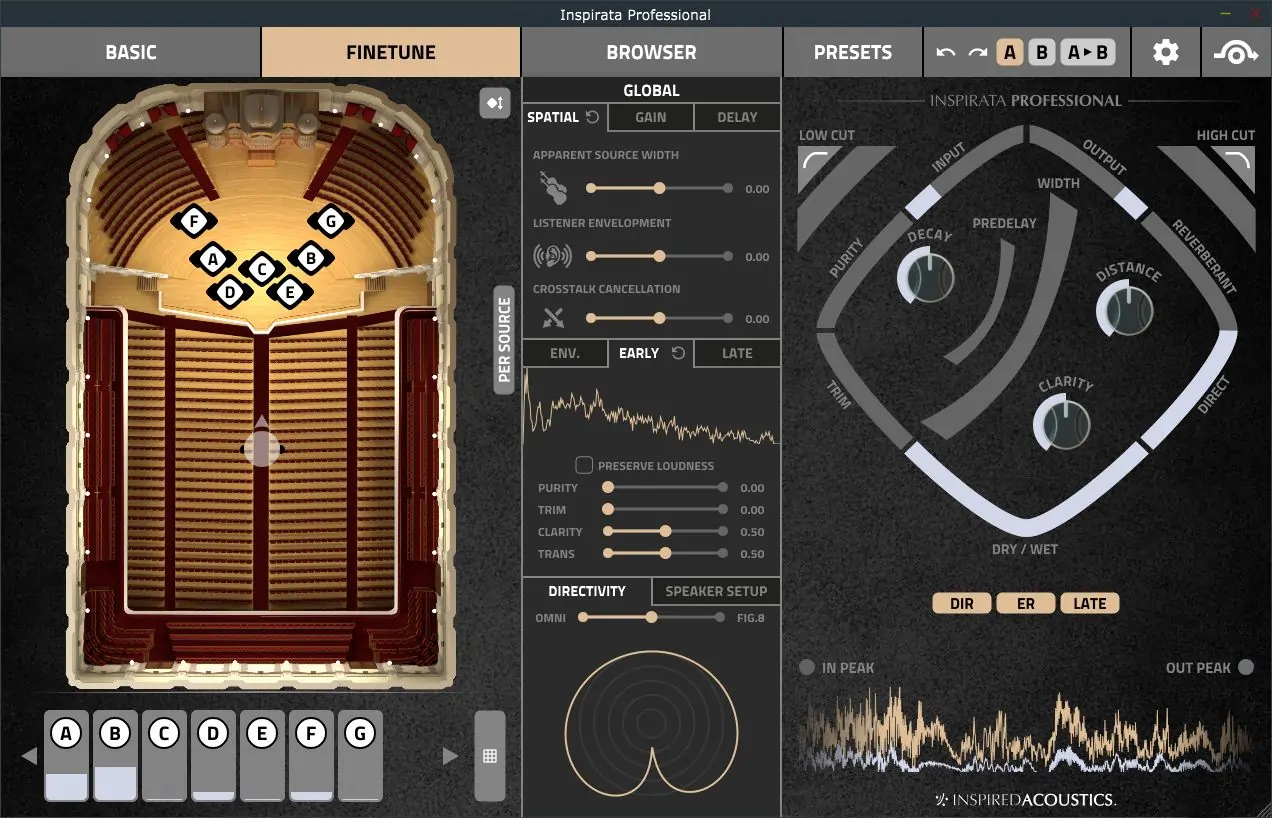 Inspirata Professional
BASIC
FINETUNE
BROWSER
PRESETS
A
B
A▸B
F
G
A
B
C
D
E
PER SOURCE
A
B
C
D
E
F
G
GLOBAL
SPATIAL
GAIN
DELAY
APPARENT SOURCE WIDTH
0.00
LISTENER ENVELOPMENT
0.00
CROSSTALK CANCELLATION
0.00
ENV.
EARLY
LATE
PRESERVE LOUDNESS
PURITY 0.00
TRIM 0.00
CLARITY 0.50
TRANS 0.50
DIRECTIVITY
SPEAKER SETUP
OMNI
FIG.8
INSPIRATA PROFESSIONAL
LOW CUT
HIGH CUT
INPUT
OUTPUT
WIDTH
PREDELAY
DECAY
PURITY
REVERBERANT
DISTANCE
TRIM
CLARITY
DIRECT
DRY / WET
DIR
ER
LATE
IN PEAK
OUT PEAK
INSPIREDACOUSTICS.